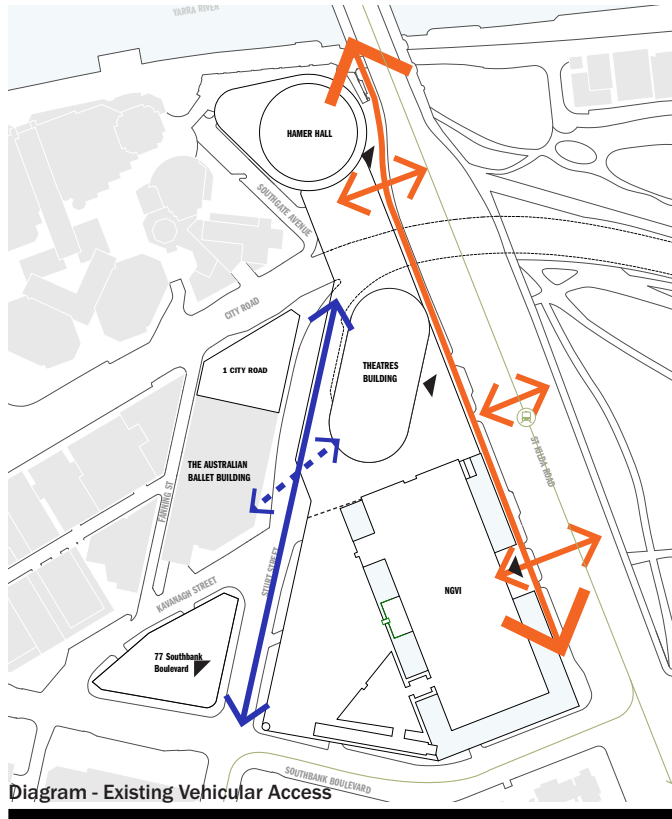 YARRA RIVER
HAMER HALL
SOUTHGATE AVENUE
CITY ROAD
1 CITY ROAD
THEATRES
BUILDING
THE AUSTRALIAN
BALLET BUILDING
FANNING ST
ST KILDA ROAD
STURT STREET
KAVANAGH STREET
NGVI
77 Southbank
Boulevard
SOUTHBANK BOULEVARD
Diagram - Existing Vehicular Access